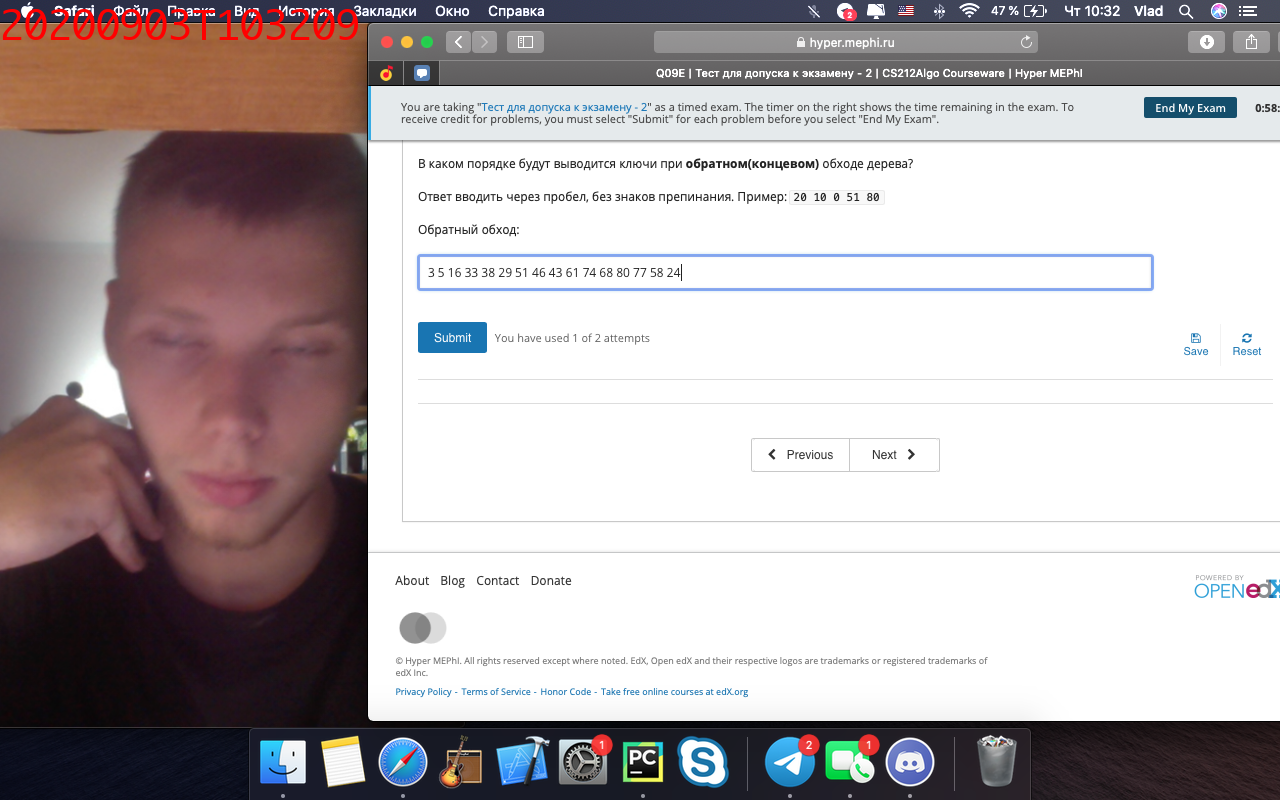 20200903T103209
Safari Файл Правка Вид История Закладки Окно Справка
2
47 % Чт 10:32 Vlad
hyper.mephi.ru
Q09E | Тест для допуска к экзамену - 2 | CS212Algo Courseware | Hyper MEPhI
You are taking "Тест для допуска к экзамену - 2" as a timed exam. The timer on the right shows the time remaining in the exam. To
receive credit for problems, you must select "Submit" for each problem before you select "End My Exam".
End My Exam
0:58:
В каком порядке будут выводится ключи при обратном(концевом) обходе дерева?
Ответ вводить через пробел, без знаков препинания. Пример: 20 10 0 51 80
Обратный обход:
3 5 16 33 38 29 51 46 43 61 74 68 80 77 58 24
Submit You have used 1 of 2 attempts
Save Reset
Previous Next
About Blog Contact Donate
POWERED BY
OPEN edX
© Hyper MEPhI. All rights reserved except where noted. EdX, Open edX and their respective logos are trademarks or registered trademarks of
edX Inc.
Privacy Policy - Terms of Service - Honor Code - Take free online courses at edX.org
1
PC
2
1